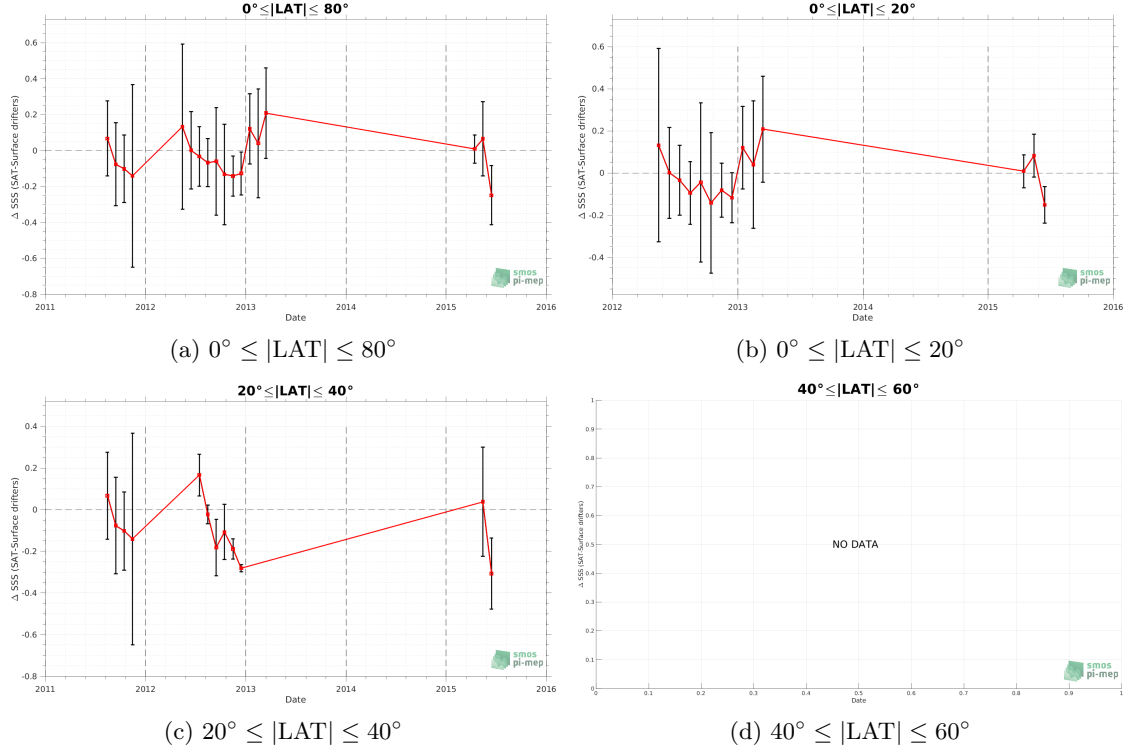 0°≤|LAT|≤ 80°
Δ SSS (SAT-Surface drifters)
0.6
0.4
0.2
0
-0.2
-0.4
-0.6
-0.8
2011
2012
2013
2014
2015
2016
Date
smos
pi-mep
(a) 0° ≤ |LAT| ≤ 80°
0°≤|LAT|≤ 20°
Δ SSS (SAT-Surface drifters)
0.6
0.4
0.2
0
-0.2
-0.4
2012
2013
2014
2015
2016
Date
smos
pi-mep
(b) 0° ≤ |LAT| ≤ 20°
20°≤|LAT|≤ 40°
Δ SSS (SAT-Surface drifters)
0.4
0.2
0
-0.2
-0.4
-0.6
-0.8
2011
2012
2013
2014
2015
2016
Date
smos
pi-mep
(c) 20° ≤ |LAT| ≤ 40°
40°≤|LAT|≤ 60°
Δ SSS (SAT-Surface drifters)
1
0.9
0.8
0.7
0.6
0.5
0.4
0.3
0.2
0.1
0
NO DATA
0
0.1
0.2
0.3
0.4
0.5
0.6
0.7
0.8
0.9
1
Date
smos
pi-mep
(d) 40° ≤ |LAT| ≤ 60°